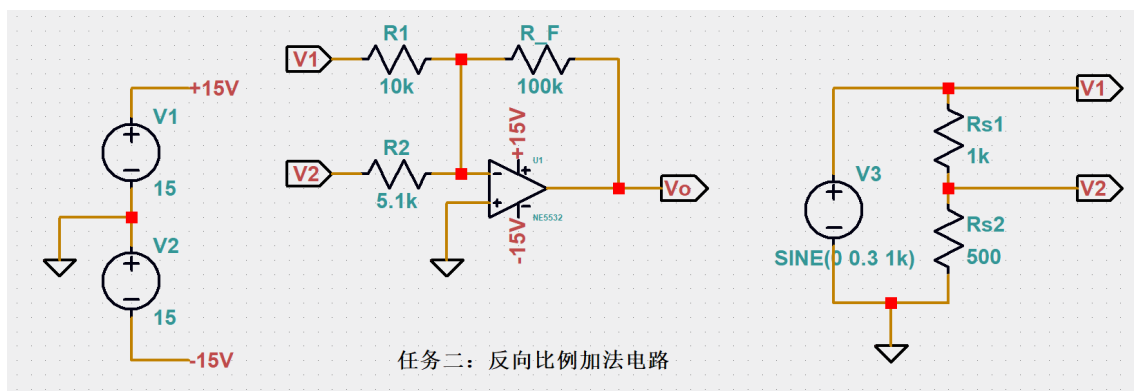 +15V
V1
15
V2
15
-15V
V1
R1
10k
R_F
100k
V2
R2
5.1k
+15V
U1
NE5532
-15V
Vo
V3
SINE(0 0.3 1k)
V1
Rs1
1k
V2
Rs2
500
任务二：反向比例加法电路